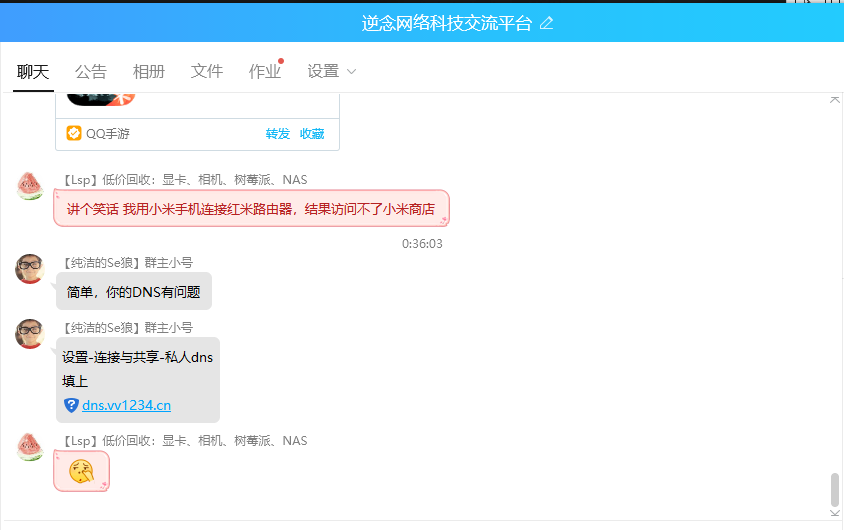 逆念网络科技交流平台
聊天 公告 相册 文件 作业 设置
QQ手游 转发 收藏
【Lsp】低价回收：显卡、相机、树莓派、NAS
讲个笑话 我用小米手机连接红米路由器，结果访问不了小米商店
0:36:03
【纯洁的Se狼】群主小号
简单，你的DNS有问题
【纯洁的Se狼】群主小号
设置-连接与共享-私人dns
填上
dns.vv1234.cn
【Lsp】低价回收：显卡、相机、树莓派、NAS